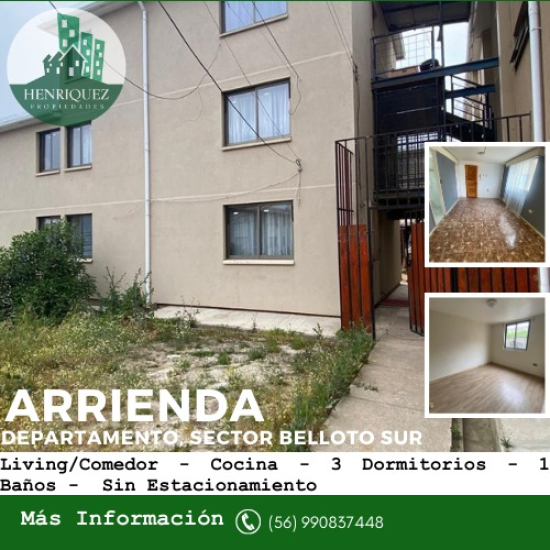 HENRIQUEZ
PROPIEDADES
ARRIENDA
DEPARTAMENTO, SECTOR BELLOTO SUR
Living/Comedor - Cocina - 3 Dormitorios - 1
Baños - Sin Estacionamiento
Más Información (56) 990837448